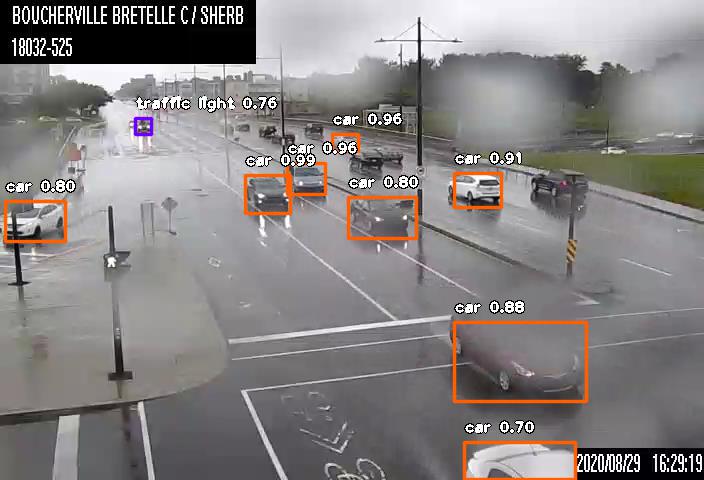 BOUCHERVILLE BRETELLE C / SHERB
18032-525
traffic light 0.76
car 0.96
car 0.96
car 0.99
car 0.91
car 0.80
car 0.80
car 0.88
car 0.70
2020/08/29 16:29:19